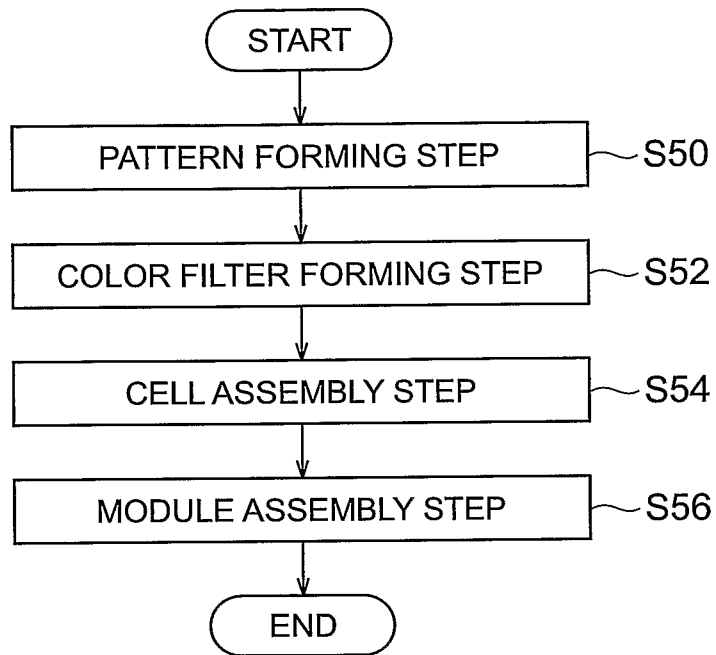 START
PATTERN FORMING STEP S50
COLOR FILTER FORMING STEP S52
CELL ASSEMBLY STEP S54
MODULE ASSEMBLY STEP S56
END